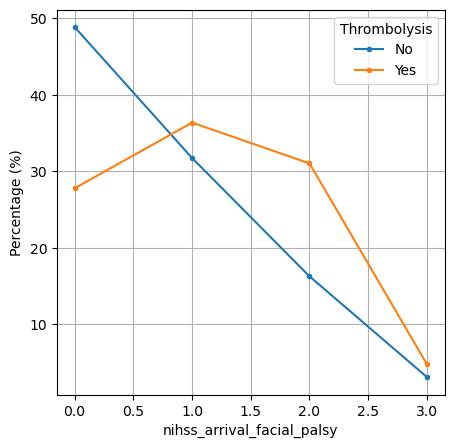 Thrombolysis
No
Yes
Percentage (%)
50
40
30
20
10
0.0 0.5 1.0 1.5 2.0 2.5 3.0
nihss_arrival_facial_palsy